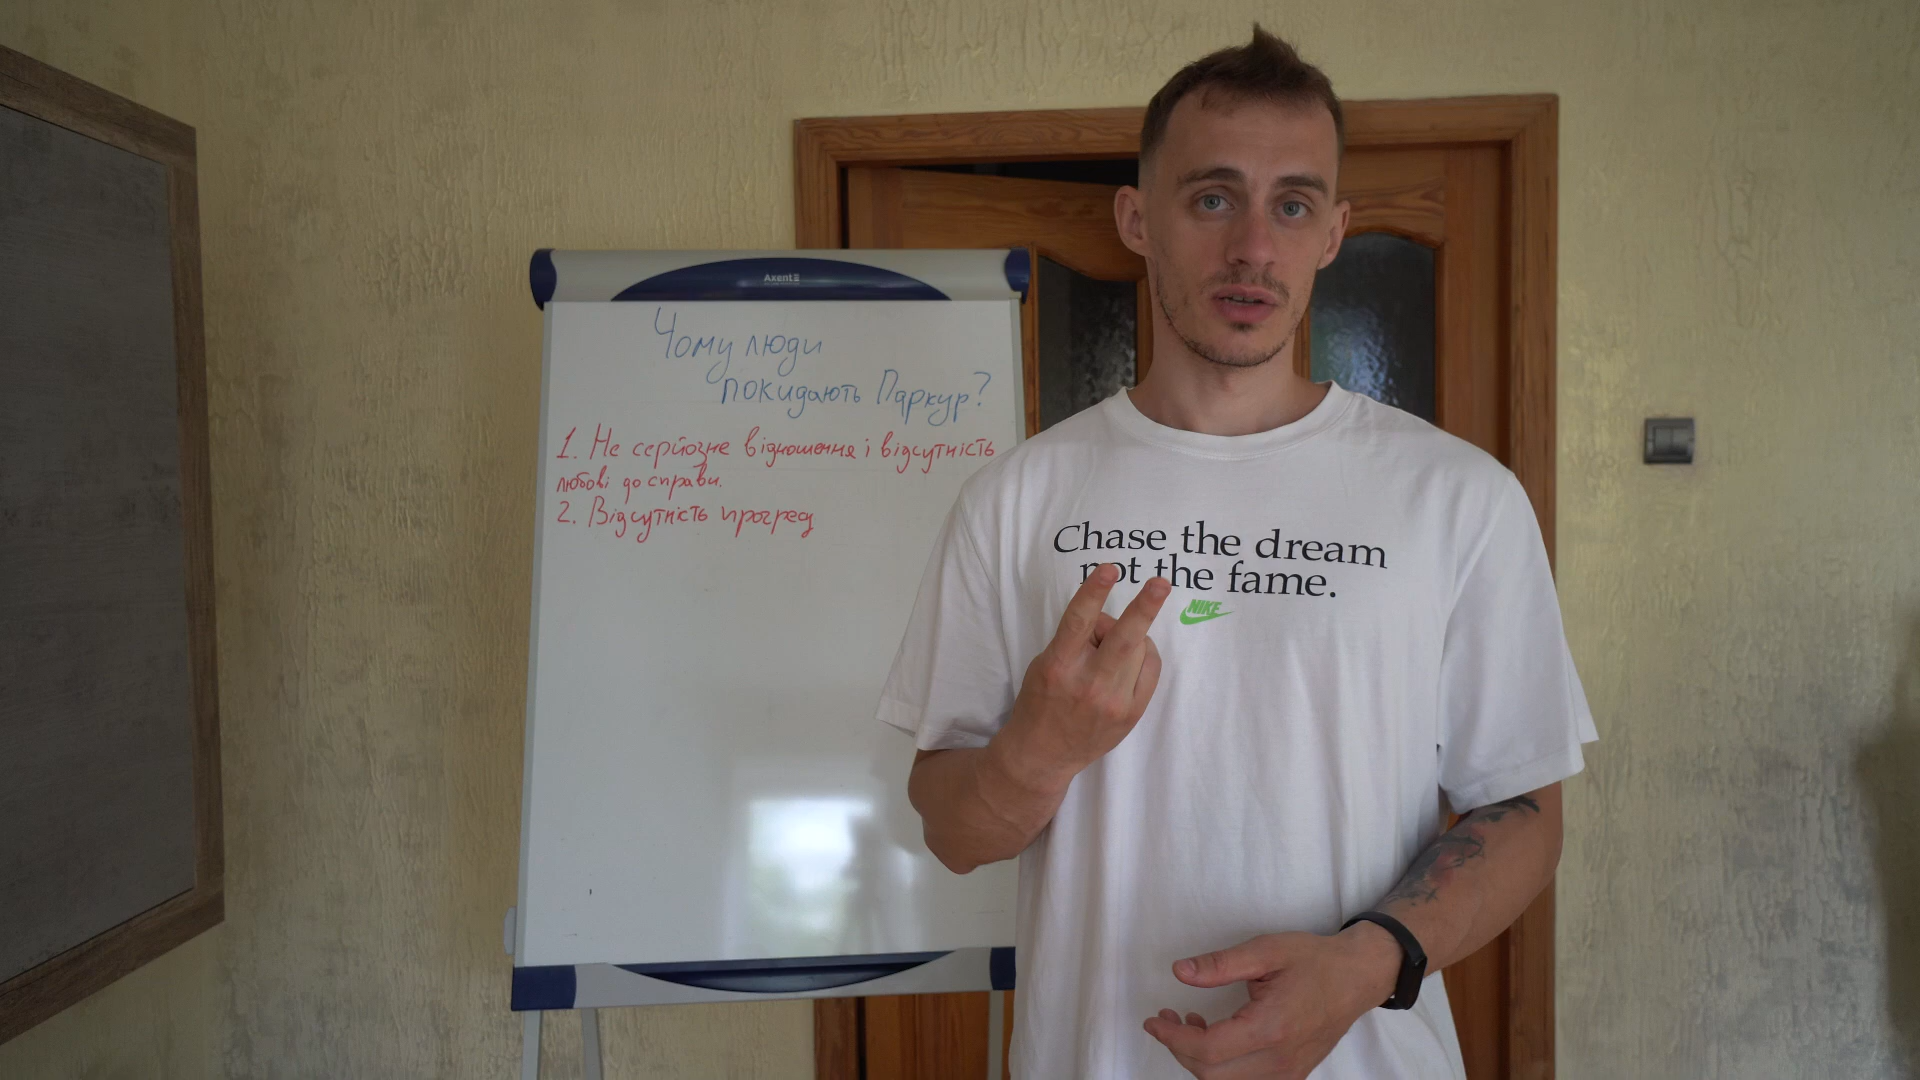 Axent
Чому люди
покидають Паркур?
1. Не серйозне відношення і відсутність
любові до справи.
2. Відсутність прогресу
Chase the dream
not the fame.
NIKE